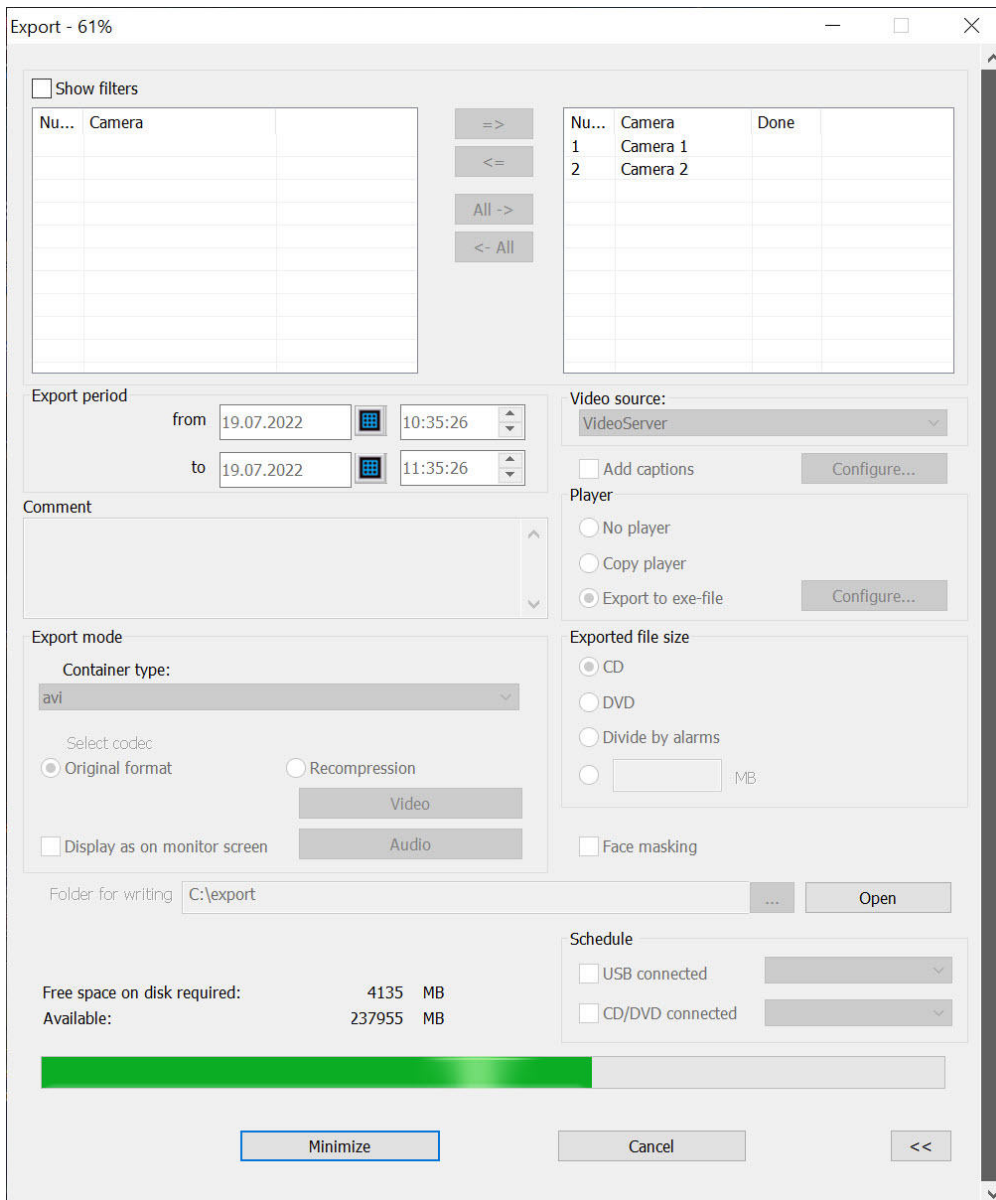 Export - 61%
Show filters
Nu... Camera
=>
<=
All ->
<- All
Nu... Camera Done
1 Camera 1
2 Camera 2
Export period
from 19.07.2022 10:35:26
to 19.07.2022 11:35:26
Video source:
VideoServer
Add captions Configure...
Comment
Player
No player
Copy player
Export to exe-file Configure...
Export mode
Container type:
avi
Select codec
Original format Recompression
Video
Display as on monitor screen Audio
Exported file size
CD
DVD
Divide by alarms
MB
Face masking
Folder for writing C:\export ... Open
Schedule
USB connected
CD/DVD connected
Free space on disk required: 4135 MB
Available: 237955 MB
Minimize Cancel <<